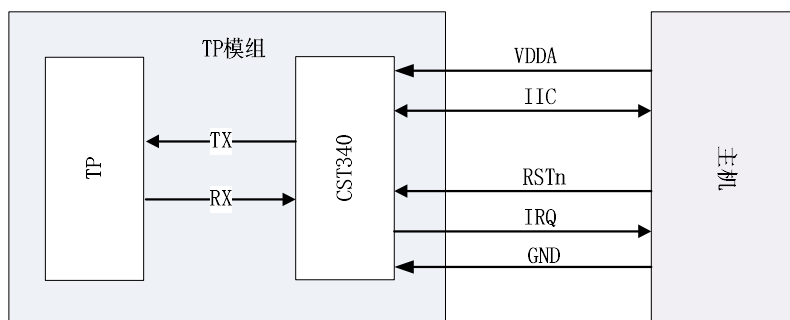 TP模组
VDDA
IIC
TX
TP
CST340
主机
RX
RSTn
IRQ
GND